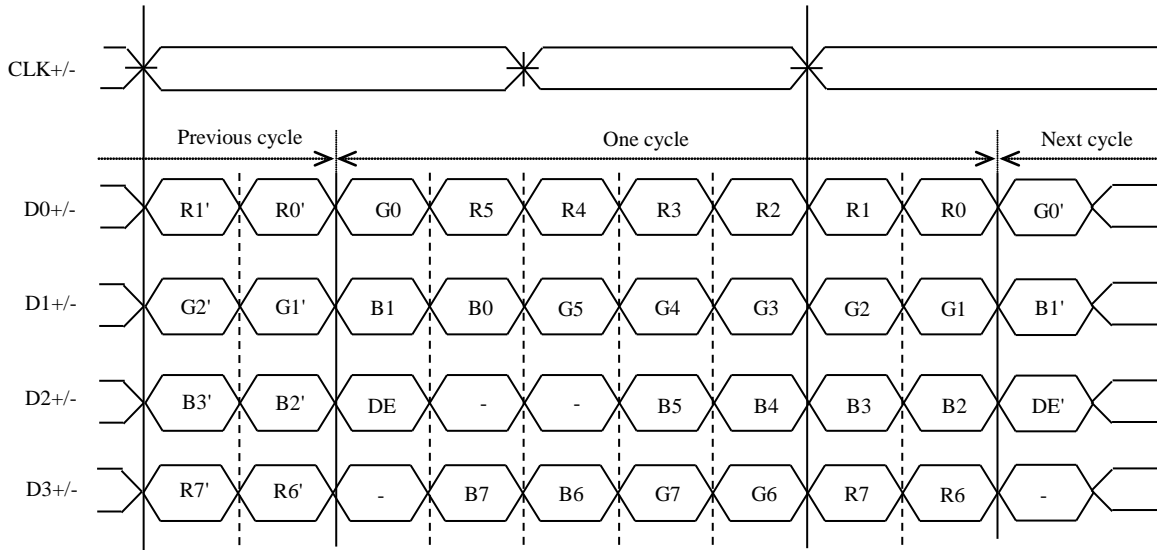 CLK+/-
Previous cycle One cycle Next cycle
D0+/- R1' R0' G0 R5 R4 R3 R2 R1 R0 G0'
D1+/- G2' G1' B1 B0 G5 G4 G3 G2 G1 B1'
D2+/- B3' B2' DE - - B5 B4 B3 B2 DE'
D3+/- R7' R6' - B7 B6 G7 G6 R7 R6 -